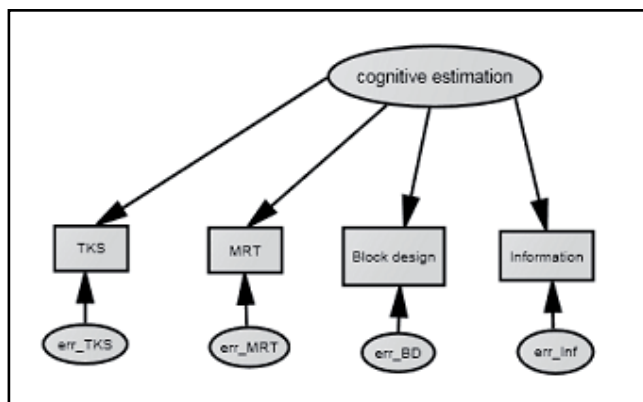 cognitive estimation
TKS
MRT
Block design
Information
err_TKS
err_MRT
err_BD
err_Inf